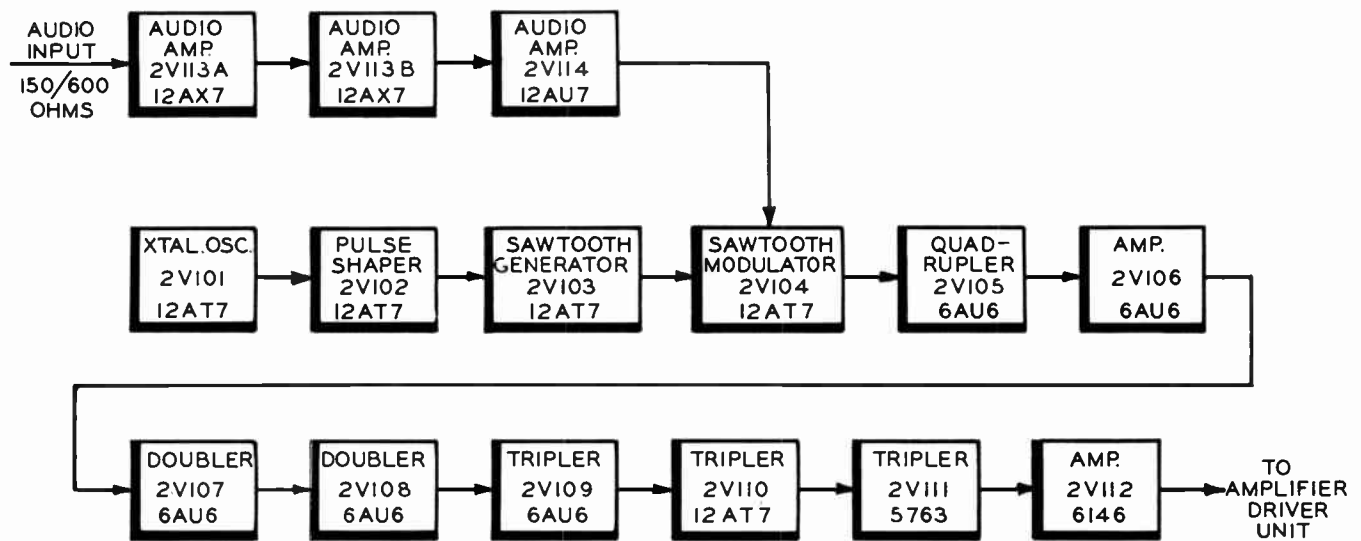 AUDIO
INPUT
150/600
OHMS
AUDIO
AMP.
2V113A
12AX7
AUDIO
AMP.
2V113B
12AX7
AUDIO
AMP.
2V114
12AU7
XTAL.OSC.
2V101
12AT7
PULSE
SHAPER
2V102
12AT7
SAWTOOTH
GENERATOR
2V103
12AT7
SAWTOOTH
MODULATOR
2V104
12AT7
QUAD-
RUPLER
2V105
6AU6
AMP.
2V106
6AU6
DOUBLER
2V107
6AU6
DOUBLER
2V108
6AU6
TRIPLER
2V109
6AU6
TRIPLER
2V110
12AT7
TRIPLER
2V111
5763
AMP.
2V112
6146
TO
AMPLIFIER
DRIVER
UNIT